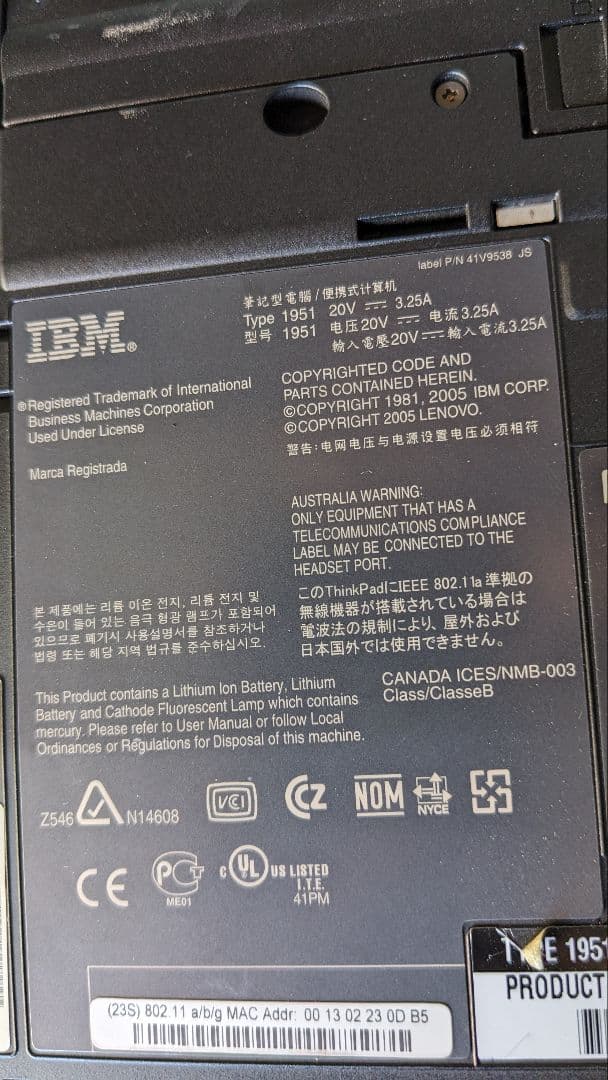 label P/N 41V9538 JS
IBM®
筆記型電腦/便携式计算机
Type 1951 20V ⎓ 3.25A
型号 1951 电压20V ⎓ 电流 3.25A
輸入電壓20V ⎓ 輸入電流3.25A
®Registered Trademark of International
Business Machines Corporation
Used Under License
Marca Registrada
COPYRIGHTED CODE AND
PARTS CONTAINED HEREIN.
©COPYRIGHT 1981, 2005 IBM CORP.
©COPYRIGHT 2005 LENOVO.
警告:电网电压与电源设置电压必须相符
AUSTRALIA WARNING:
ONLY EQUIPMENT THAT HAS A
TELECOMMUNICATIONS COMPLIANCE
LABEL MAY BE CONNECTED TO THE
HEADSET PORT.
このThinkPadにIEEE 802.11a 準拠の
無線機器が搭載されている場合は
電波法の規制により、屋外および
日本国外では使用できません。
본 제품에는 리튬 이온 전지, 리튬 전지 및
수은이 들어 있는 음극 형광 램프가 포함되어
있으므로 폐기시 사용설명서를 참조하거나
법령 또는 해당 지역 법규를 준수하십시오.
CANADA ICES/NMB-003
Class/ClasseB
This Product contains a Lithium Ion Battery, Lithium
Battery and Cathode Fluorescent Lamp which contains
mercury. Please refer to User Manual or follow Local
Ordinances or Regulations for Disposal of this machine.
Z546 N14608
VCI
CZ
NOM
NYCE
CE
PCT
ME01
C UL US LISTED
I.T.E.
41PM
TYPE 1951
PRODUCT
(23S) 802.11 a/b/g MAC Addr: 00 13 02 23 0D B5